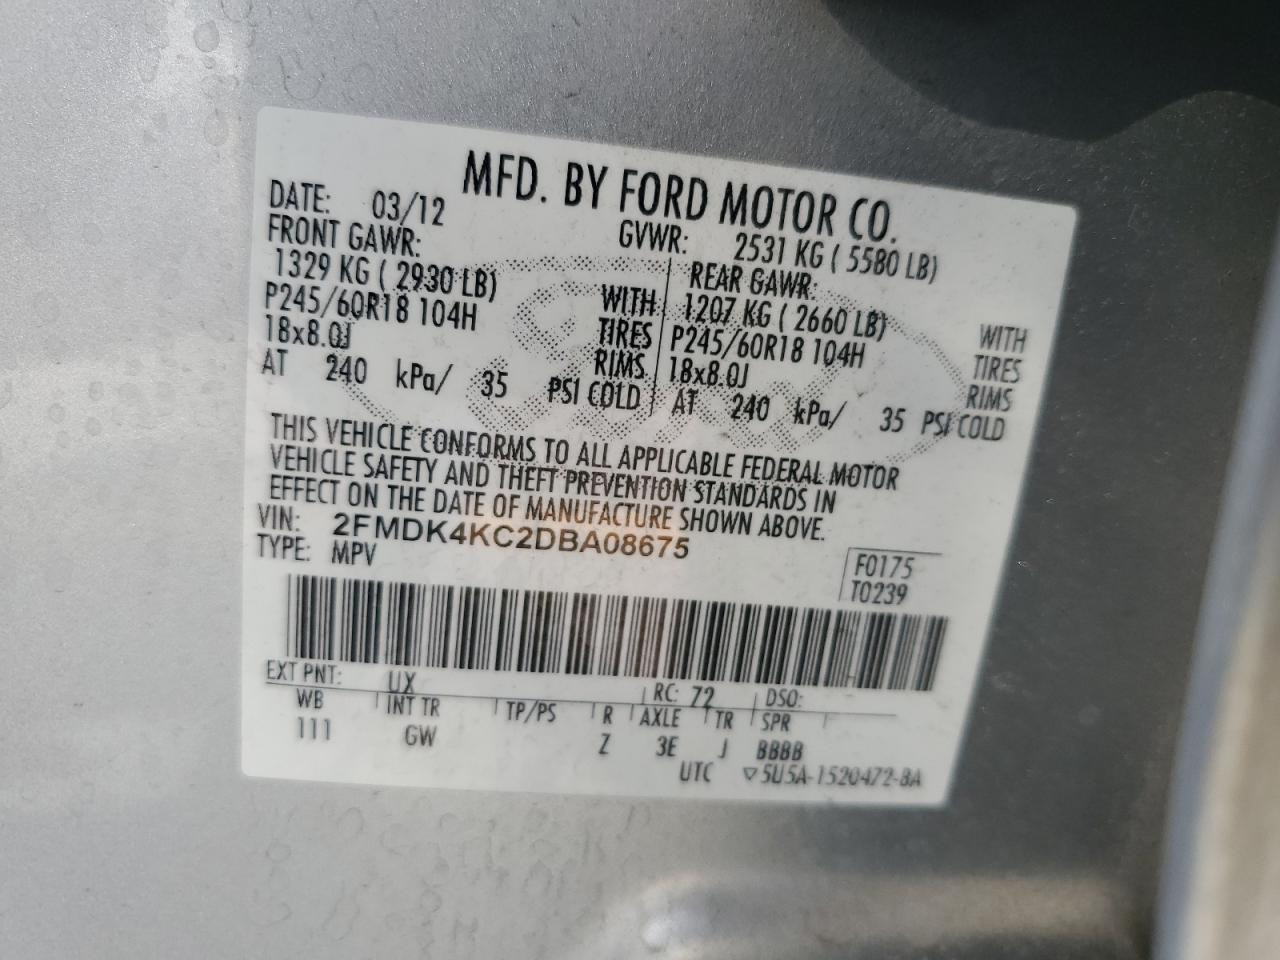 MFD. BY FORD MOTOR CO.
DATE: 03/12 GVWR: 2531 KG ( 5580 LB)
FRONT GAWR: REAR GAWR:
1329 KG ( 2930 LB) WITH 1207 KG ( 2660 LB) WITH
P245/60R18 104H TIRES P245/60R18 104H TIRES
18x8.0J RIMS 18x8.0J RIMS
AT 240 kPa/ 35 PSI COLD AT 240 kPa/ 35 PSI COLD
THIS VEHICLE CONFORMS TO ALL APPLICABLE FEDERAL MOTOR
VEHICLE SAFETY AND THEFT PREVENTION STANDARDS IN
EFFECT ON THE DATE OF MANUFACTURE SHOWN ABOVE.
VIN: 2FMDK4KC2DBA08675
TYPE: MPV
F0175
T0239
EXT PNT: UX RC: 72 DSO:
WB INT TR TP/PS R AXLE TR SPR
111 GW Z 3E J BBBB
UTC ▽5U5A-1520472-BA